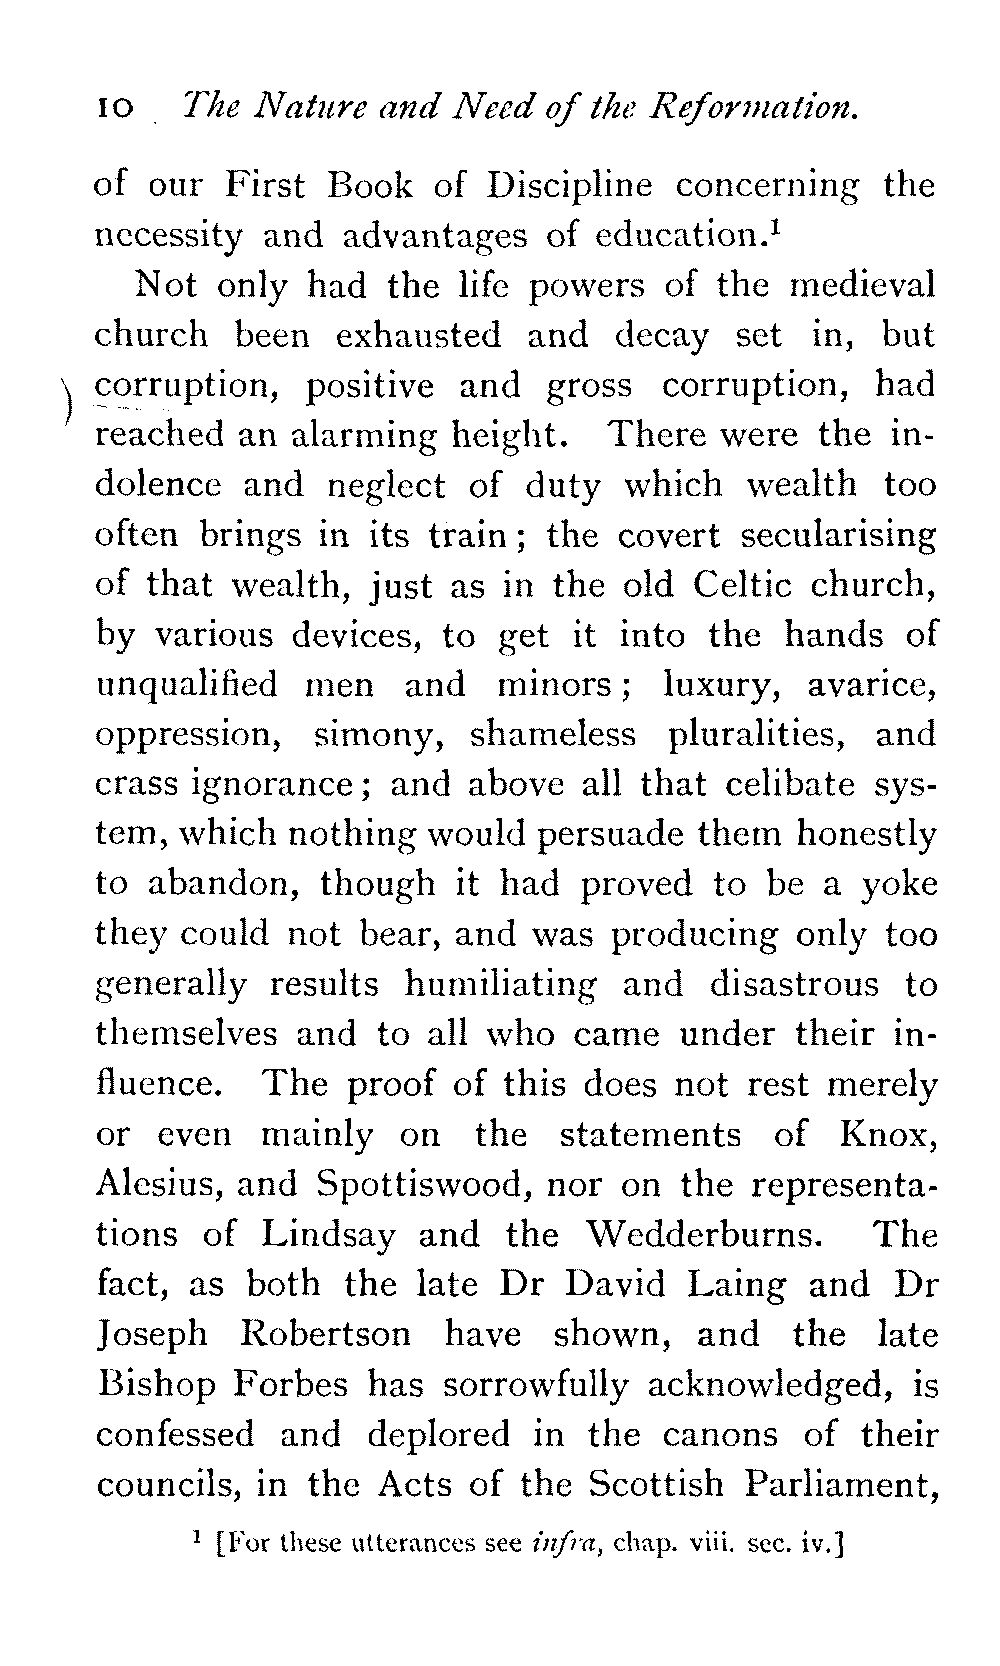 10 The Nature and Need of the Reformation.
of our First Book of Discipline concerning the
necessity and advantages of education.¹
Not only had the life powers of the medieval
church been exhausted and decay set in, but
corruption, positive and gross corruption, had
reached an alarming height. There were the in-
dolence and neglect of duty which wealth too
often brings in its train ; the covert secularising
of that wealth, just as in the old Celtic church,
by various devices, to get it into the hands of
unqualified men and minors ; luxury, avarice,
oppression, simony, shameless pluralities, and
crass ignorance ; and above all that celibate sys-
tem, which nothing would persuade them honestly
to abandon, though it had proved to be a yoke
they could not bear, and was producing only too
generally results humiliating and disastrous to
themselves and to all who came under their in-
fluence. The proof of this does not rest merely
or even mainly on the statements of Knox,
Alesius, and Spottiswood, nor on the representa-
tions of Lindsay and the Wedderburns. The
fact, as both the late Dr David Laing and Dr
Joseph Robertson have shown, and the late
Bishop Forbes has sorrowfully acknowledged, is
confessed and deplored in the canons of their
councils, in the Acts of the Scottish Parliament,
¹ [For these utterances see infra, chap. viii. sec. iv.]